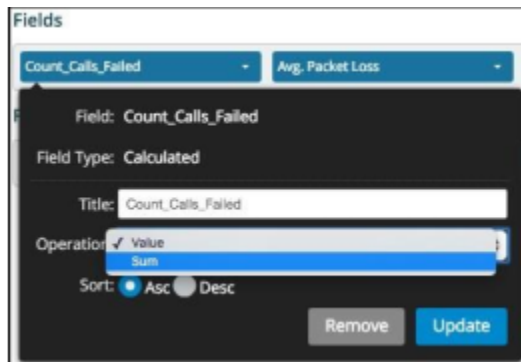 Fields
Count_Calls_Failed Avg. Packet Loss
Field: Count_Calls_Failed
Field Type: Calculated
Title: Count_Calls_Failed
Operation ✓ Value
Sum
Sort: Asc Desc
Remove Update